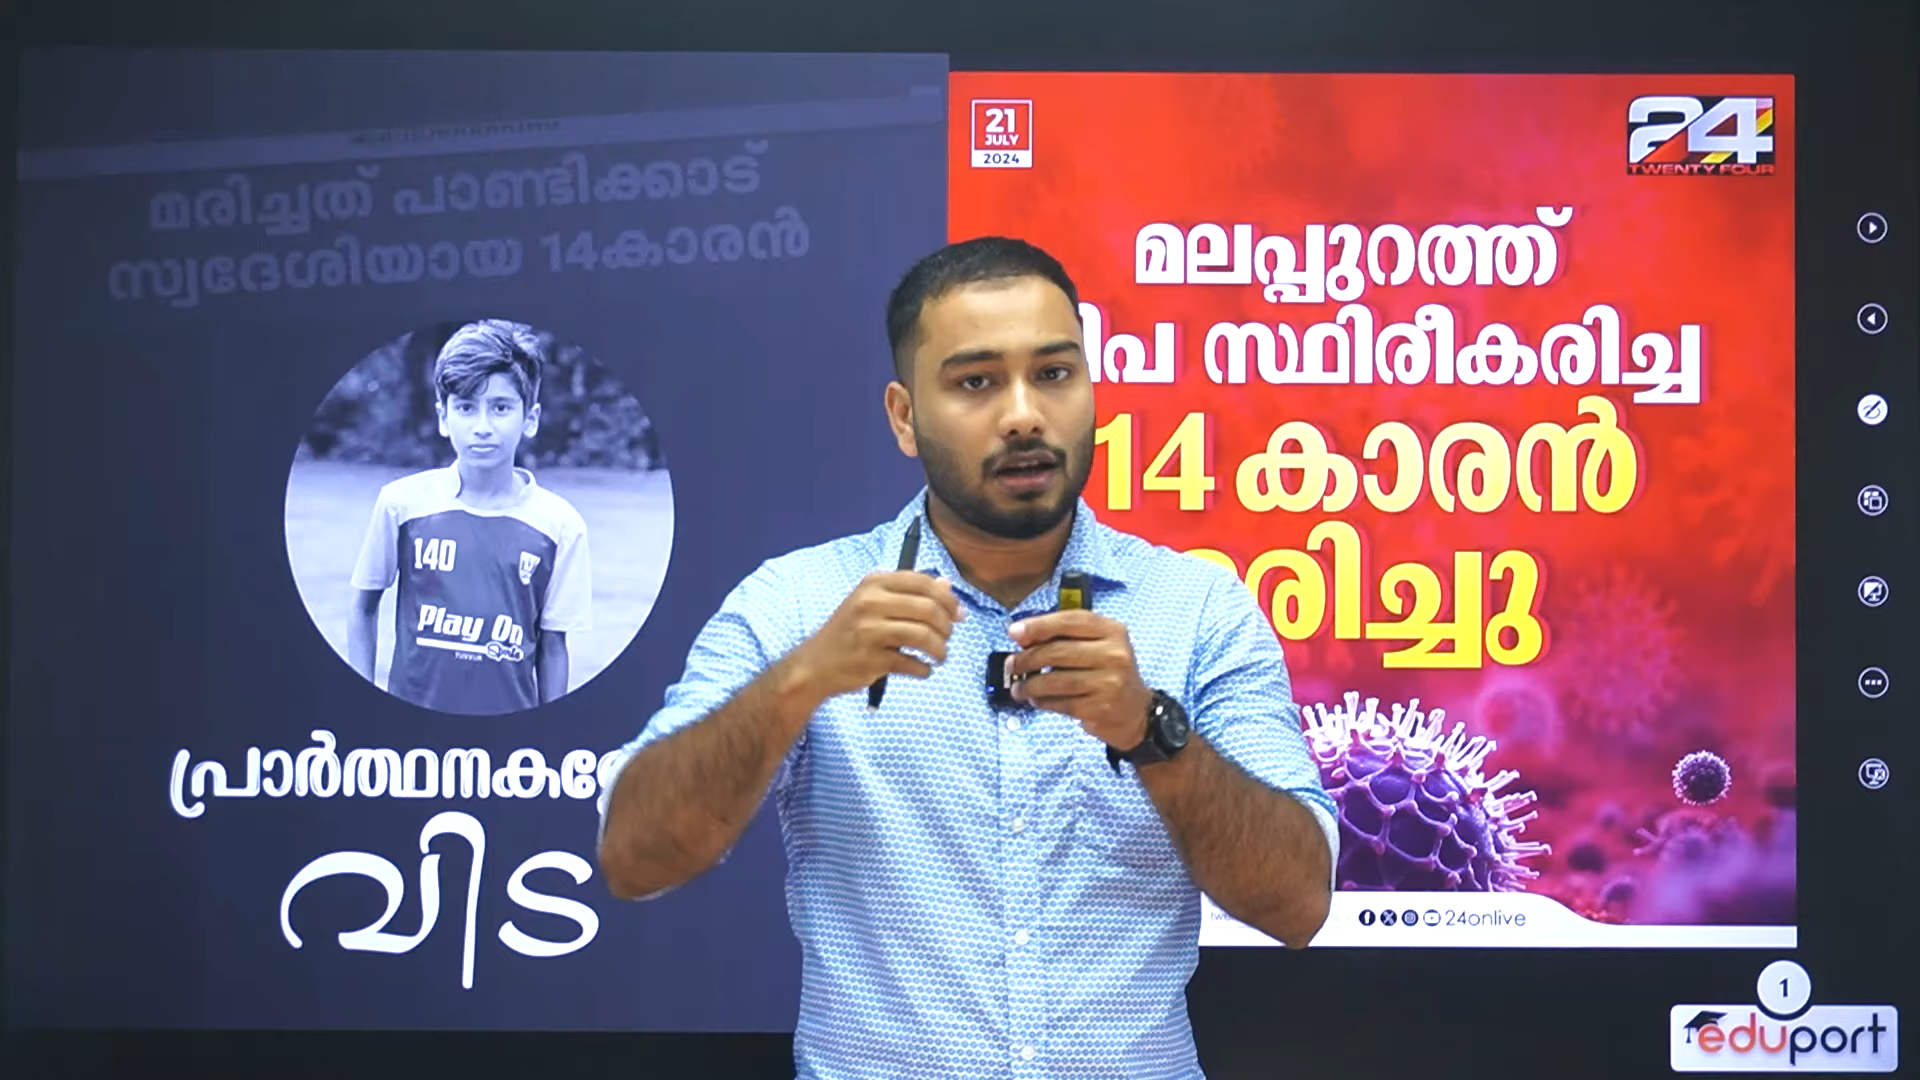 മരിച്ചത് പാണ്ടിക്കാട്
സ്വദേശിയായ 14കാരൻ
140
Play On
പ്രാർത്ഥനകളോ
വിട
21
JULY
2024
24
TWENTY FOUR
മലപ്പുറത്ത്
പ സ്ഥിരീകരിച്ച
14 കാരൻ
രിച്ചു
24onlive
1
eduport